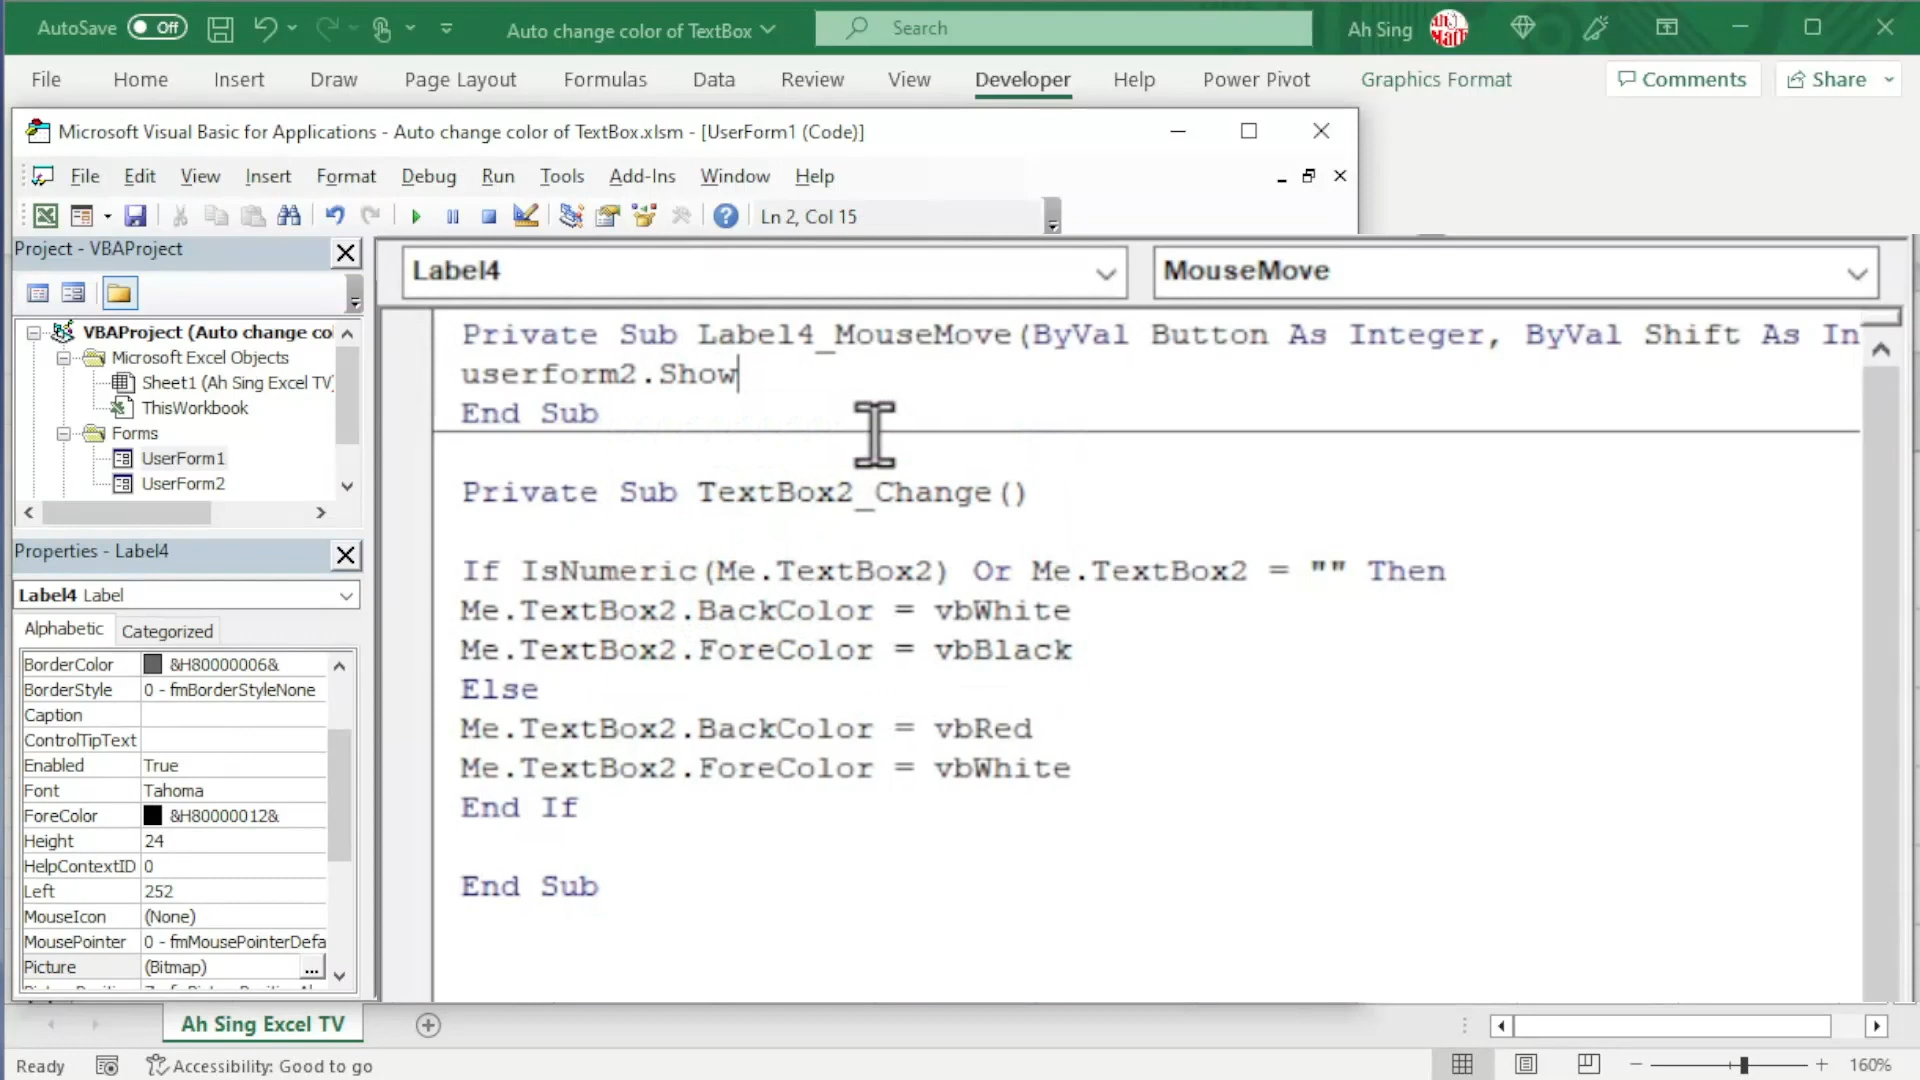 AutoSave Off Auto change color of TextBox Search Ah Sing
File Home Insert Draw Page Layout Formulas Data Review View Developer Help Power Pivot Graphics Format Comments Share
Microsoft Visual Basic for Applications - Auto change color of TextBox.xlsm - [UserForm1 (Code)]
File Edit View Insert Format Debug Run Tools Add-Ins Window Help
Ln 2, Col 15
Project - VBAProject
VBAProject (Auto change col
Microsoft Excel Objects
Sheet1 (Ah Sing Excel TV)
ThisWorkbook
Forms
UserForm1
UserForm2
Properties - Label4
Label4 Label
Alphabetic Categorized
BorderColor &H80000006&
BorderStyle 0 - fmBorderStyleNone
Caption
ControlTipText
Enabled True
Font Tahoma
ForeColor &H80000012&
Height 24
HelpContextID 0
Left 252
MouseIcon (None)
MousePointer 0 - fmMousePointerDefa
Picture (Bitmap) ...
Label4 MouseMove
Private Sub Label4_MouseMove(ByVal Button As Integer, ByVal Shift As In
userform2.Show
End Sub
Private Sub TextBox2_Change()
If IsNumeric(Me.TextBox2) Or Me.TextBox2 = "" Then
Me.TextBox2.BackColor = vbWhite
Me.TextBox2.ForeColor = vbBlack
Else
Me.TextBox2.BackColor = vbRed
Me.TextBox2.ForeColor = vbWhite
End If
End Sub
Ah Sing Excel TV
Ready Accessibility: Good to go 160%